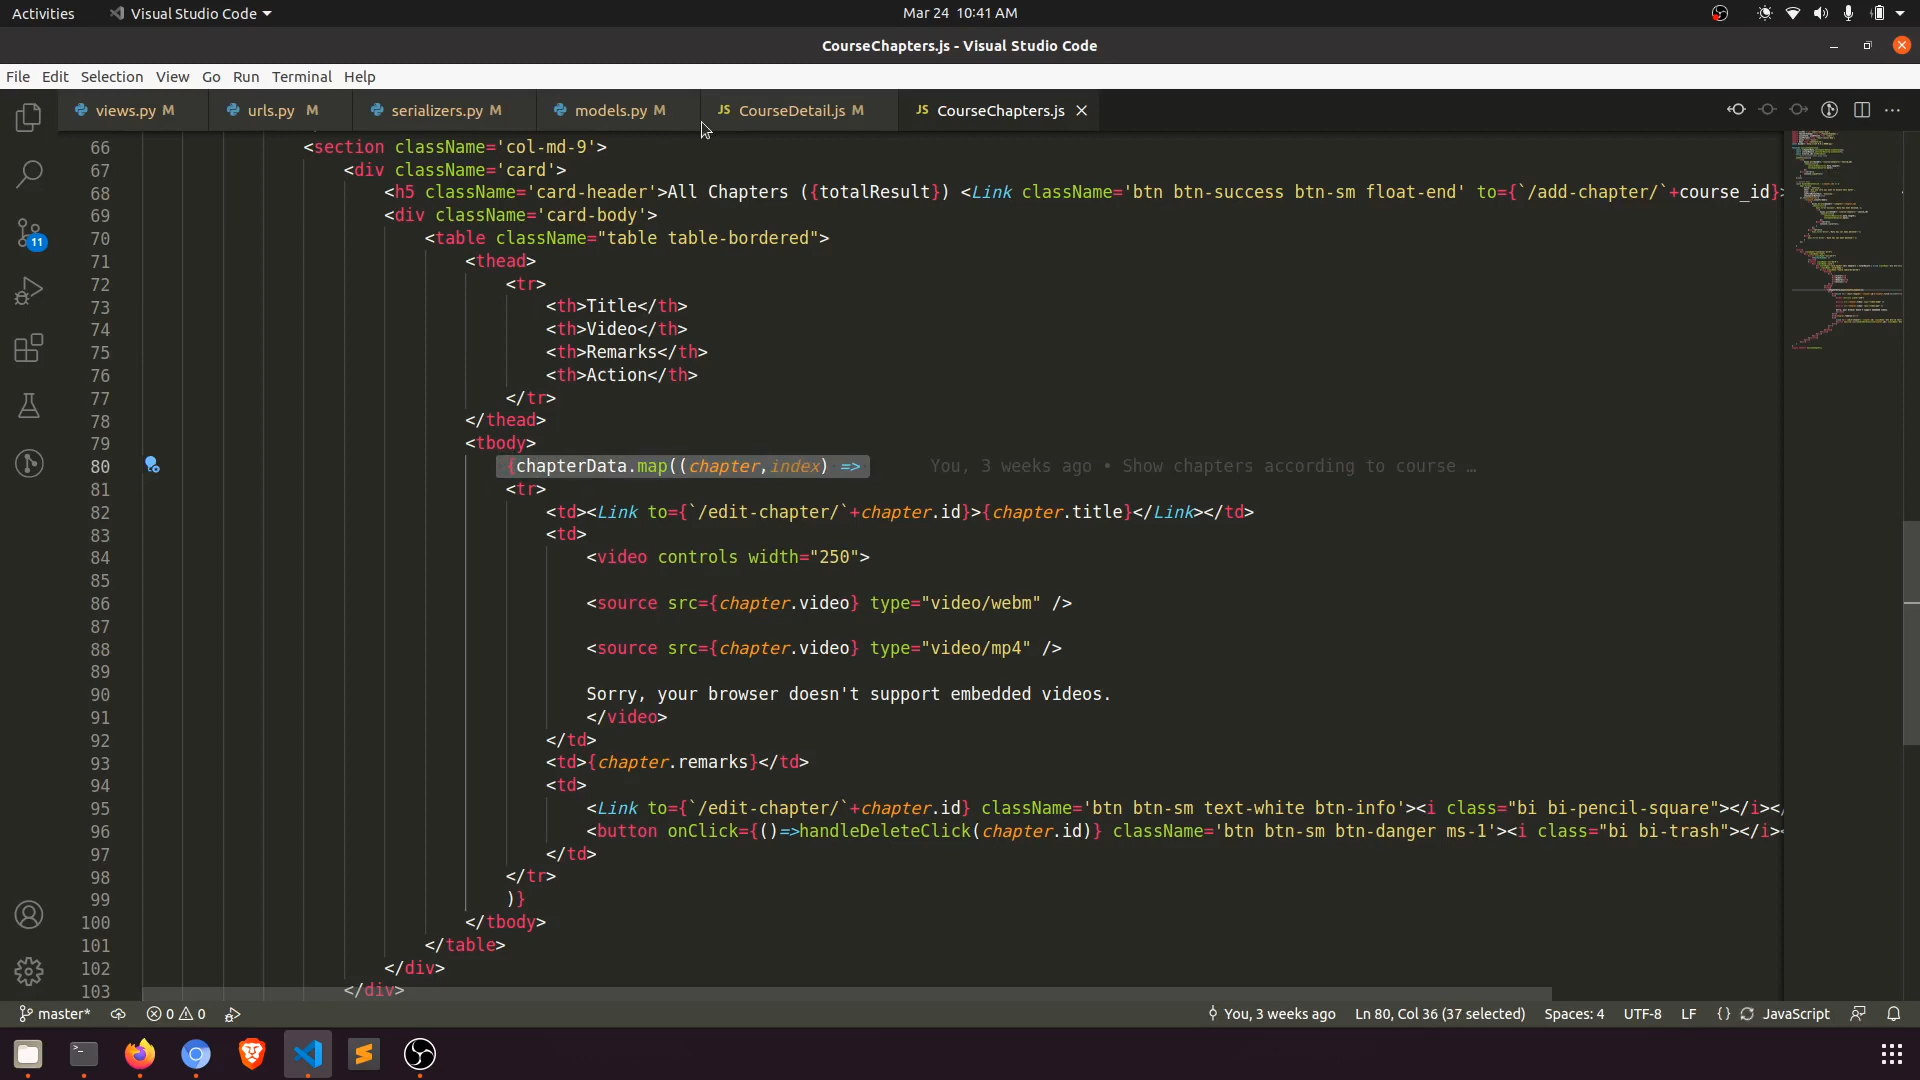 Activities Visual Studio Code Mar 24 10:41 AM
CourseChapters.js - Visual Studio Code
File Edit Selection View Go Run Terminal Help
views.py M urls.py M serializers.py M models.py M JS CourseDetail.js M JS CourseChapters.js
66 <section className='col-md-9'>
67 <div className='card'>
68 <h5 className='card-header'>All Chapters ({totalResult}) <Link className='btn btn-success btn-sm float-end' to={`/add-chapter/`+course_id}>
69 <div className='card-body'>
70 <table className="table table-bordered">
71 <thead>
72 <tr>
73 <th>Title</th>
74 <th>Video</th>
75 <th>Remarks</th>
76 <th>Action</th>
77 </tr>
78 </thead>
79 <tbody>
80 {chapterData.map((chapter,index) => You, 3 weeks ago • Show chapters according to course …
81 <tr>
82 <td><Link to={`/edit-chapter/`+chapter.id}>{chapter.title}</Link></td>
83 <td>
84 <video controls width="250">
85
86 <source src={chapter.video} type="video/webm" />
87
88 <source src={chapter.video} type="video/mp4" />
89
90 Sorry, your browser doesn't support embedded videos.
91 </video>
92 </td>
93 <td>{chapter.remarks}</td>
94 <td>
95 <Link to={`/edit-chapter/`+chapter.id} className='btn btn-sm text-white btn-info'><i class="bi bi-pencil-square"></i></
96 <button onClick={()=>handleDeleteClick(chapter.id)} className='btn btn-sm btn-danger ms-1'><i class="bi bi-trash"></i><
97 </td>
98 </tr>
99 )}
100 </tbody>
101 </table>
102 </div>
103 </div>
11
master* 0 0 You, 3 weeks ago Ln 80, Col 36 (37 selected) Spaces: 4 UTF-8 LF {} JavaScript